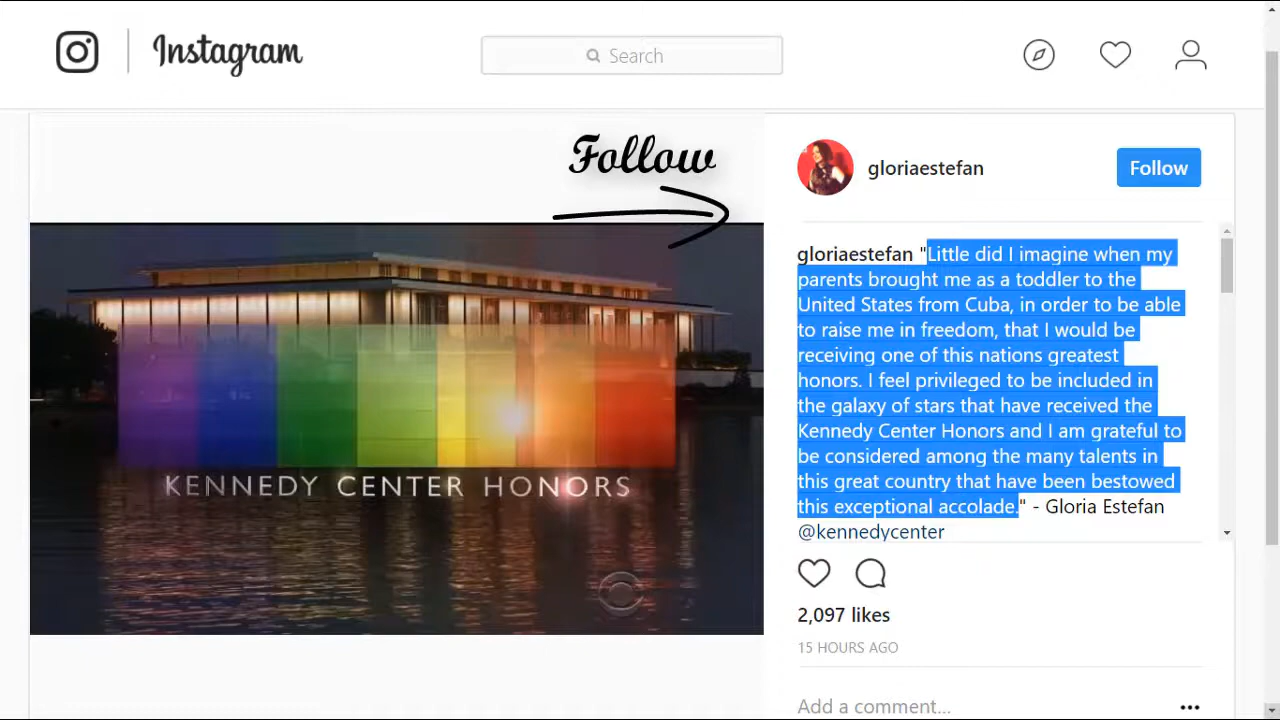 Instagram
Search
Follow
gloriaestefan
Follow
gloriaestefan "Little did I imagine when my
parents brought me as a toddler to the
United States from Cuba, in order to be able
to raise me in freedom, that I would be
receiving one of this nations greatest
honors. I feel privileged to be included in
the galaxy of stars that have received the
Kennedy Center Honors and I am grateful to
be considered among the many talents in
this great country that have been bestowed
this exceptional accolade." - Gloria Estefan
@kennedycenter
KENNEDY CENTER HONORS
2,097 likes
15 HOURS AGO
Add a comment...